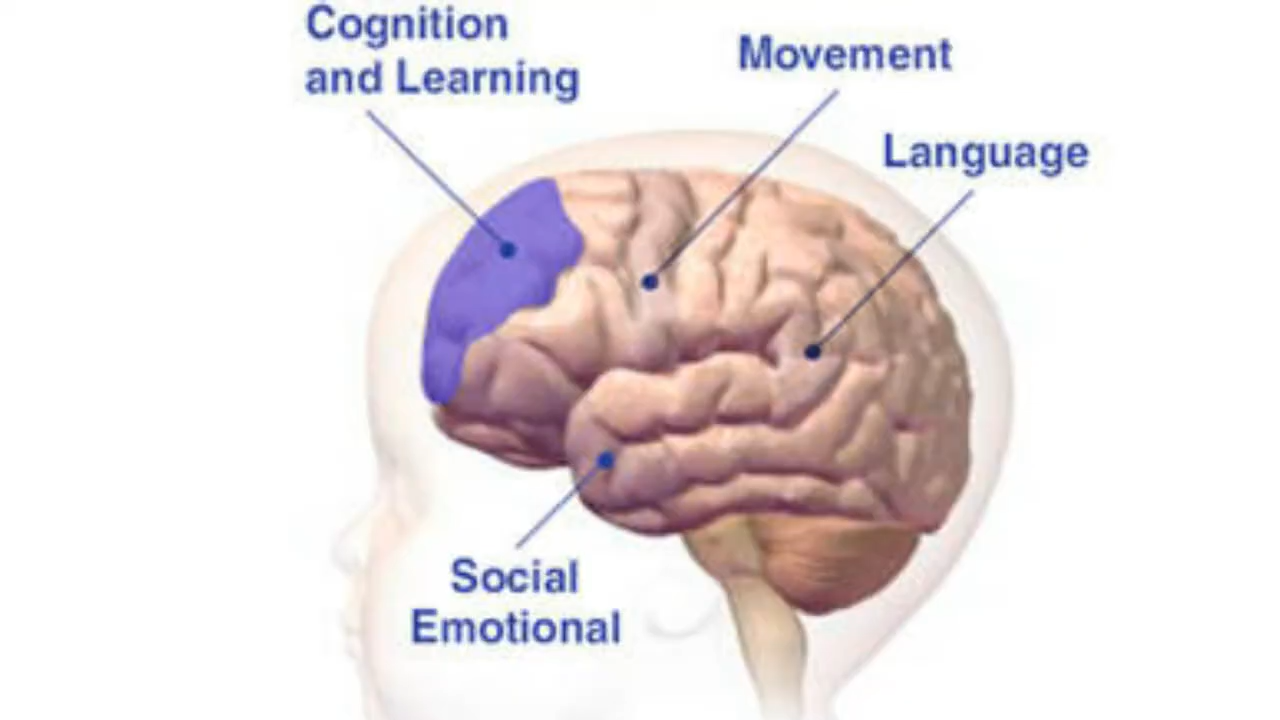 Cognition
and Learning
Movement
Language
Social
Emotional